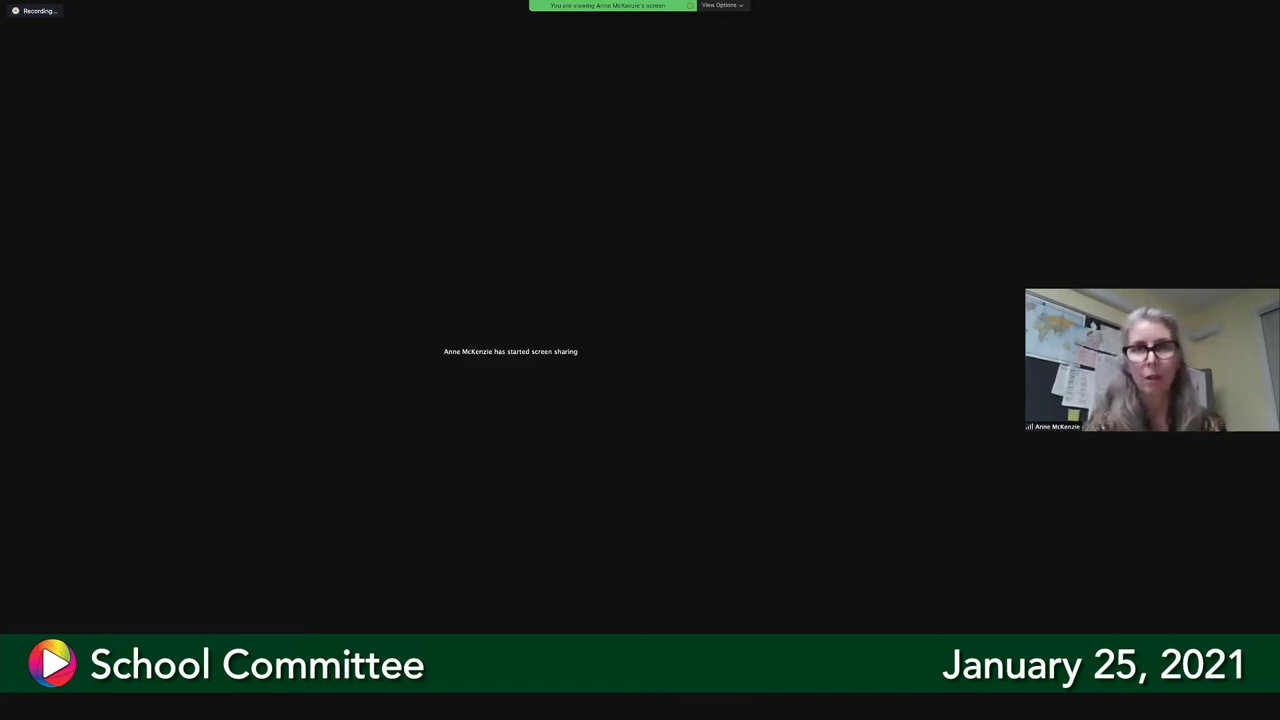 Recording...
You are viewing Anne McKenzie's screen
View Options
Anne McKenzie has started screen sharing
Anne McKenzie
School Committee
January 25, 2021